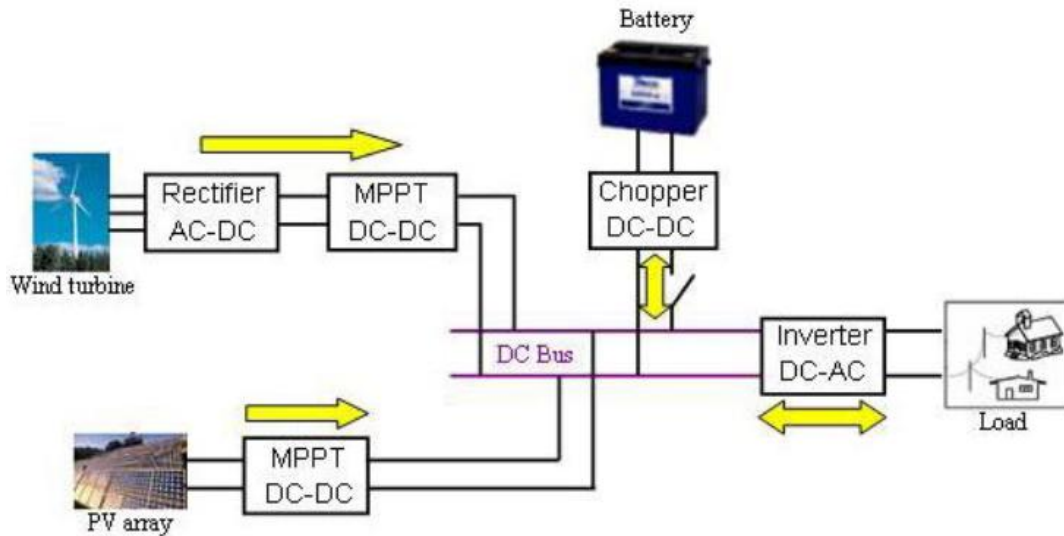 Battery
Rectifier
AC-DC
MPPT
DC-DC
Chopper
DC-DC
Wind turbine
DC Bus
Inverter
DC-AC
Load
MPPT
DC-DC
PV array